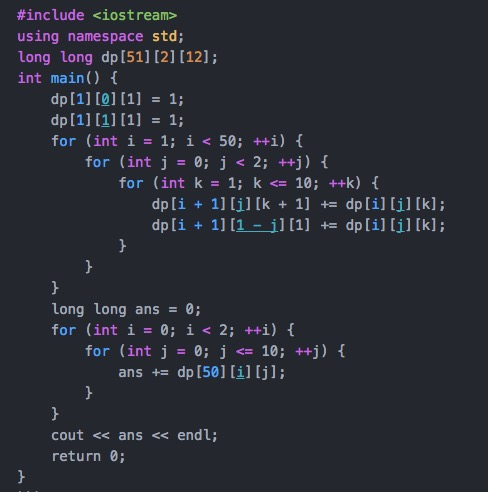 #include <iostream>
using namespace std;
long long dp[51][2][12];
int main() {
    dp[1][0][1] = 1;
    dp[1][1][1] = 1;
    for (int i = 1; i < 50; ++i) {
        for (int j = 0; j < 2; ++j) {
            for (int k = 1; k <= 10; ++k) {
                dp[i + 1][j][k + 1] += dp[i][j][k];
                dp[i + 1][1 - j][1] += dp[i][j][k];
            }
        }
    }
    long long ans = 0;
    for (int i = 0; i < 2; ++i) {
        for (int j = 0; j <= 10; ++j) {
            ans += dp[50][i][j];
        }
    }
    cout << ans << endl;
    return 0;
}